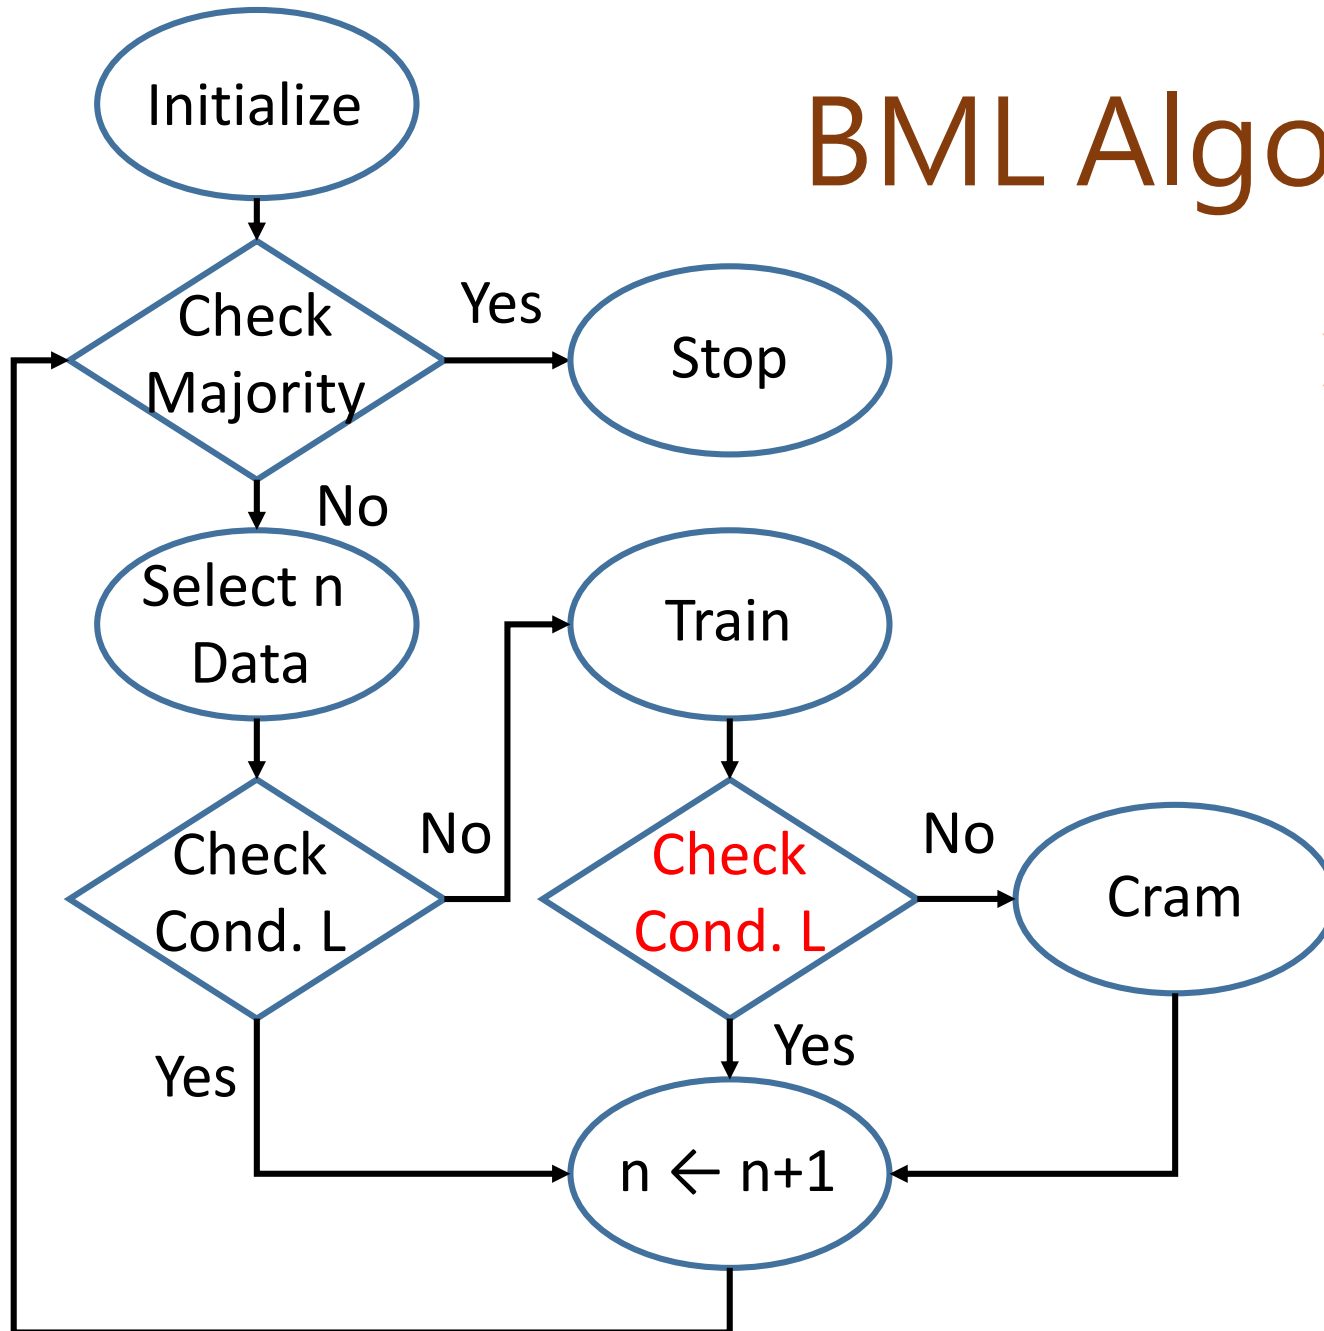 Initialize
BML Algo
Check
Majority
Yes
Stop
No
Select n
Data
Train
Check
Cond. L
No
Check
Cond. L
No
Cram
Yes
Yes
n ← n+1